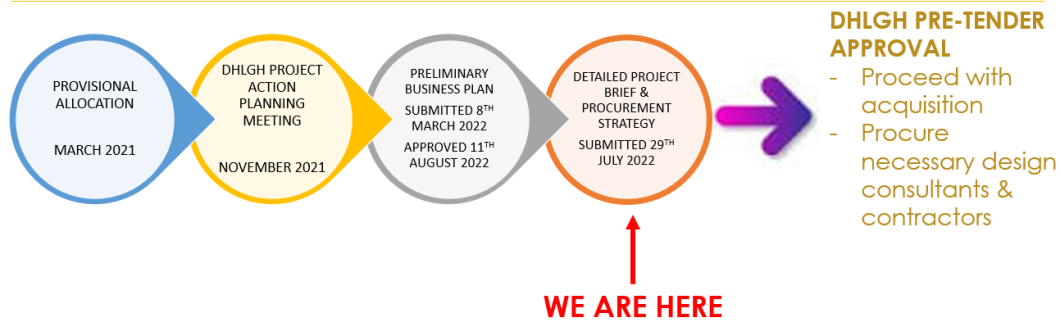 PROVISIONAL
ALLOCATION
MARCH 2021
DHLGH PROJECT
ACTION
PLANNING
MEETING
NOVEMBER 2021
PRELIMINARY
BUSINESS PLAN
SUBMITTED 8TH
MARCH 2022
APPROVED 11TH
AUGUST 2022
DETAILED PROJECT
BRIEF &
PROCUREMENT
STRATEGY
SUBMITTED 29TH
JULY 2022
DHLGH PRE-TENDER
APPROVAL
- Proceed with
acquisition
- Procure
necessary design
consultants &
contractors
WE ARE HERE